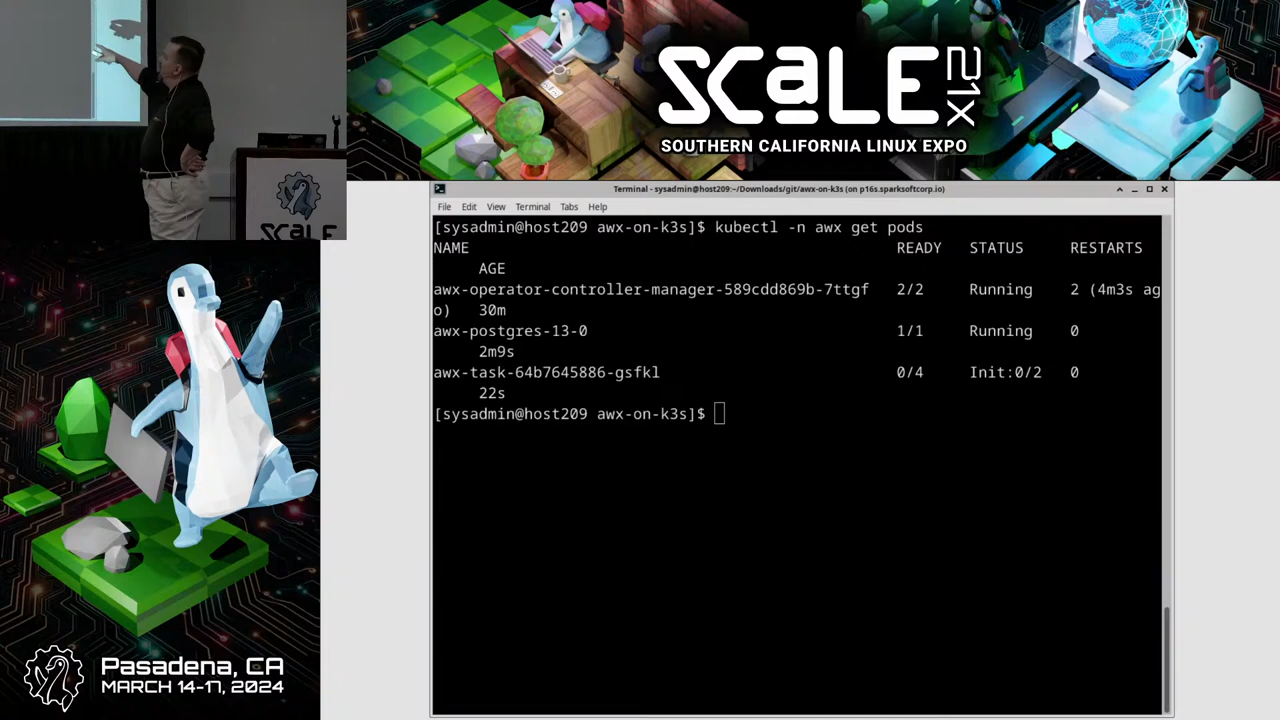 SCaLE 21X
SOUTHERN CALIFORNIA LINUX EXPO
SCALE
Terminal - sysadmin@host209:~/Downloads/git/awx-on-k3s (on p16s.sparksoftcorp.io)
File Edit View Terminal Tabs Help
[sysadmin@host209 awx-on-k3s]$ kubectl -n awx get pods
NAME READY STATUS RESTARTS
AGE
awx-operator-controller-manager-589cdd869b-7ttgf 2/2 Running 2 (4m3s ag
o) 30m
awx-postgres-13-0 1/1 Running 0
2m9s
awx-task-64b7645886-gsfkl 0/4 Init:0/2 0
22s
[sysadmin@host209 awx-on-k3s]$
Pasadena, CA
MARCH 14-17, 2024